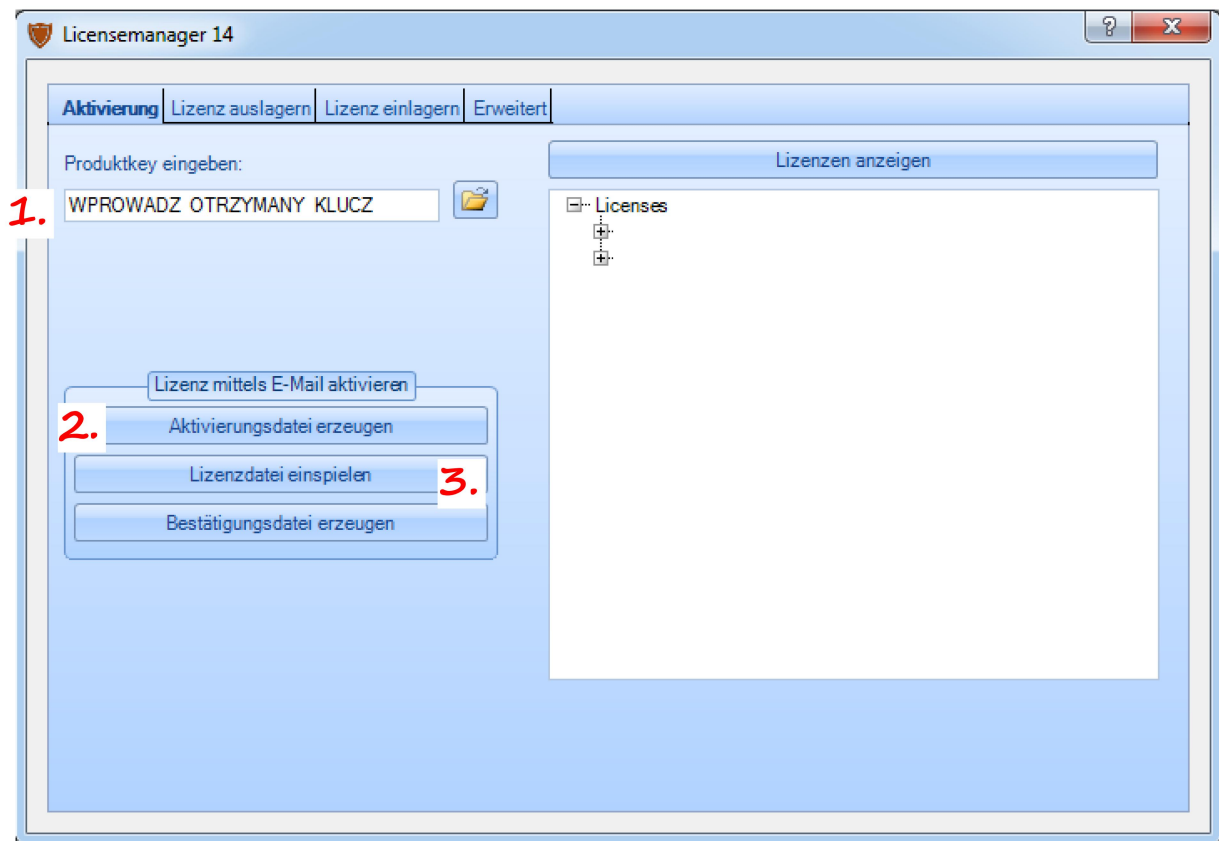 Licensemanager 14
Aktivierung Lizenz auslagern Lizenz einlagern Erweitert
Produktkey eingeben:
1. WPROWADZ OTRZYMANY KLUCZ
Lizenz mittels E-Mail aktivieren
2. Aktivierungsdatei erzeugen
Lizenzdatei einspielen 3.
Bestätigungsdatei erzeugen
Lizenzen anzeigen
Licenses